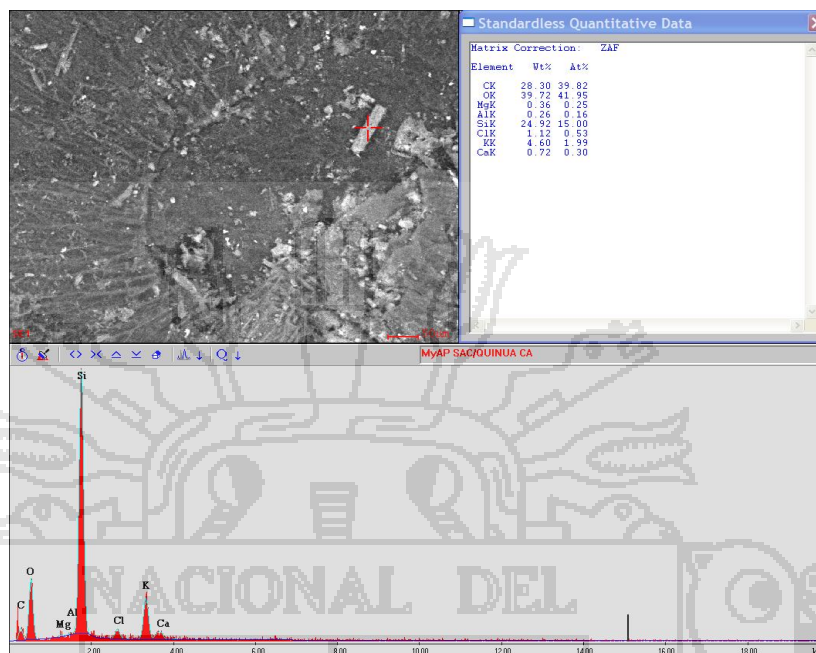 Standardless Quantitative Data
Matrix Correction: ZAF
Element Wt% At%
CK 28.30 39.82
OK 39.72 41.95
MgK 0.36 0.25
AlK 0.26 0.16
SiK 24.92 15.00
ClK 1.12 0.53
KK 4.60 1.99
CaK 0.72 0.30
MyAP SAC/QUINUA CA
Si
O
K
C
Al
Cl
Ca
Mg
NACIONAL DEL
2.00 4.00 6.00 8.00 10.00 12.00 14.00 16.00 18.00